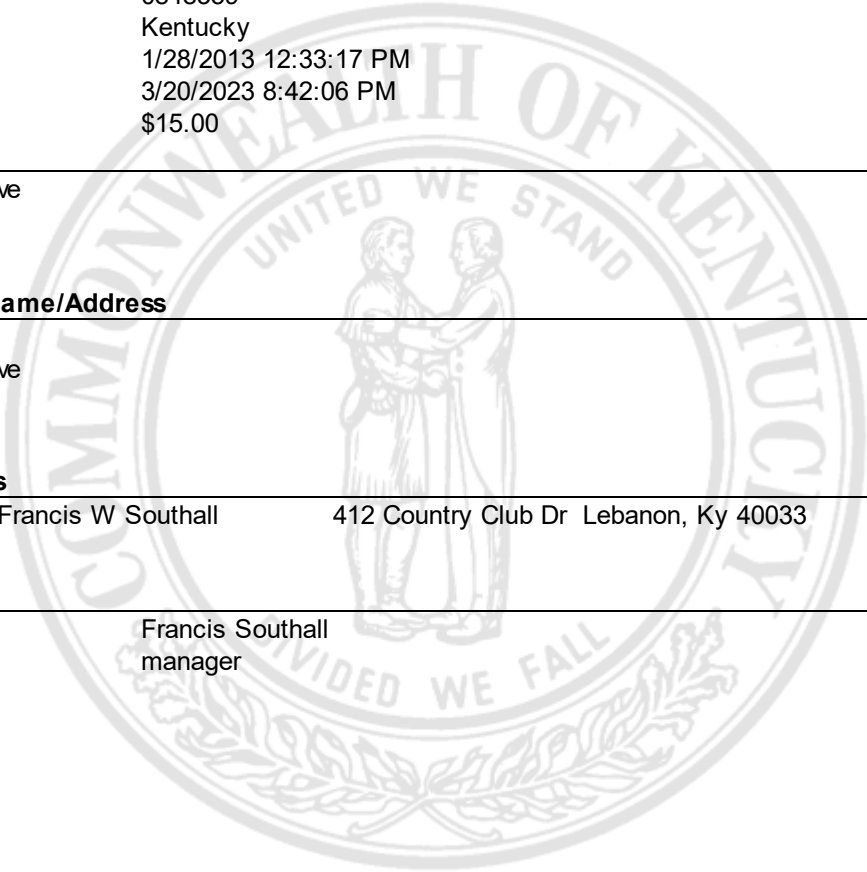 Kentucky
1/28/2013 12:33:17 PM
3/20/2023 8:42:06 PM
$15.00
ve
ame/Address
ve
s
Francis W Southall 412 Country Club Dr Lebanon, Ky 40033
Francis Southall
manager
COMMONWEALTH OF KENTUCKY
UNITED WE STAND
DIVIDED WE FALL